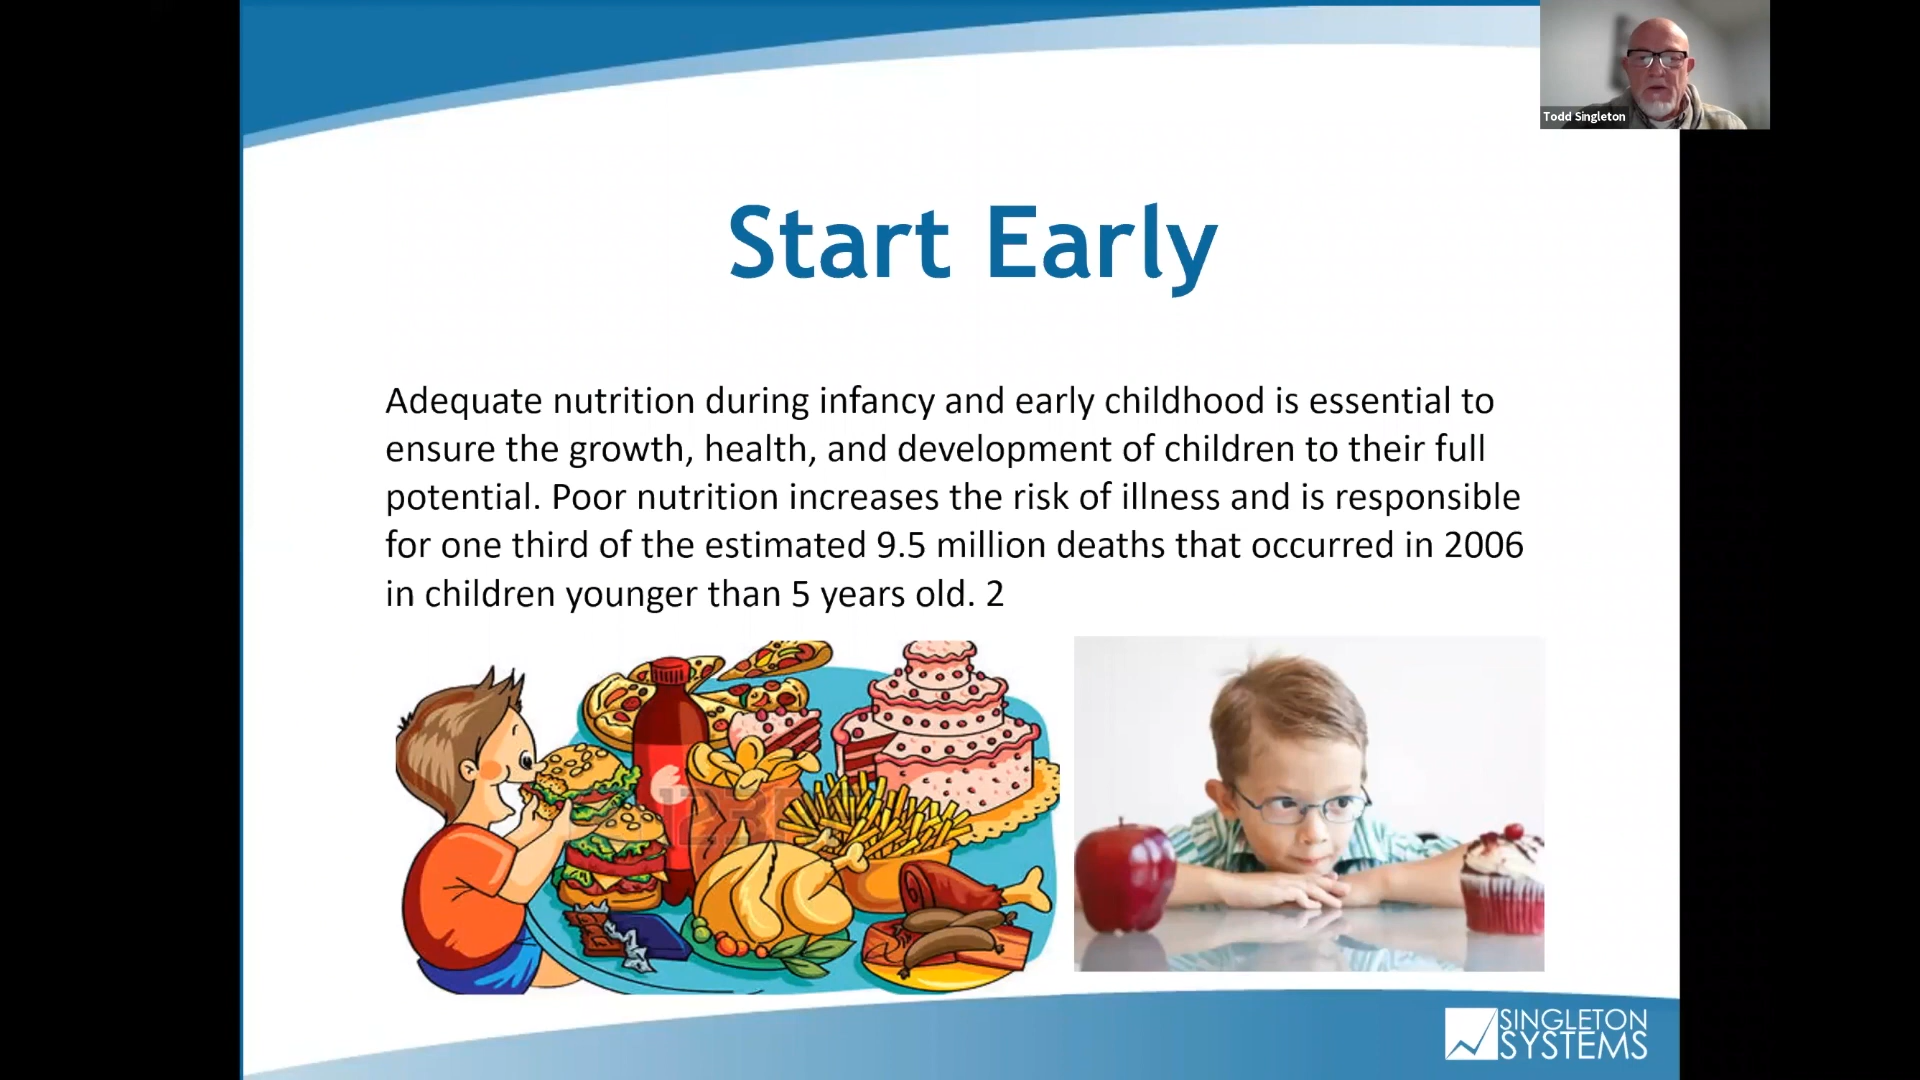 Todd Singleton
Start Early
Adequate nutrition during infancy and early childhood is essential to
ensure the growth, health, and development of children to their full
potential. Poor nutrition increases the risk of illness and is responsible
for one third of the estimated 9.5 million deaths that occurred in 2006
in children younger than 5 years old. 2
SINGLETON
SYSTEMS